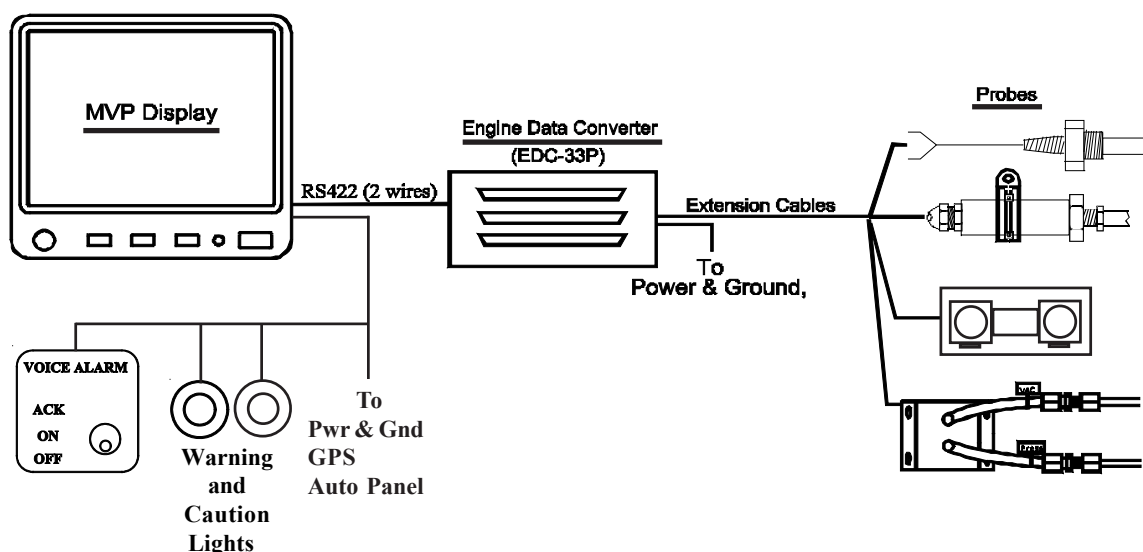 MVP Display
Probes
Engine Data Converter
(EDC-33P)
RS422 (2 wires)
Extension Cables
To
Power & Ground,
VOICE ALARM
ACK
ON
OFF
Warning
and
Caution
Lights
To
Pwr & Gnd
GPS
Auto Panel